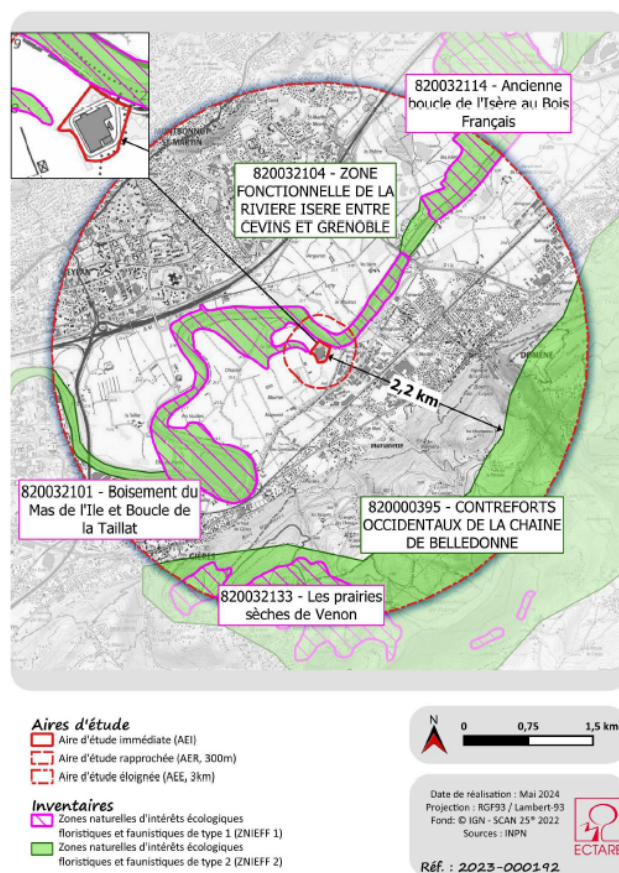 820032114 - Ancienne
boucle de l'Isère au Bois
Français
MONTBONNOT-
ST-MARTIN
820032104 - ZONE
FONCTIONNELLE DE LA
RIVIERE ISERE ENTRE
CEVINS ET GRENOBLE
DOMÈNE
2,2 km
Murianette
820032101 - Boisement du
Mas de l'Ile et Boucle de
la Taillat
820000395 - CONTREFORTS
OCCIDENTAUX DE LA CHAINE
DE BELLEDONNE
GIÈRES
820032133 - Les prairies
sèches de Venon
Aires d'étude
Aire d'étude immédiate (AEI)
Aire d'étude rapprochée (AER, 300m)
Aire d'étude éloignée (AEE, 3km)
Inventaires
Zones naturelles d'intérêts écologiques
floristiques et faunistiques de type 1 (ZNIEFF 1)
Zones naturelles d'intérêts écologiques
floristiques et faunistiques de type 2 (ZNIEFF 2)
N
0 0,75 1,5 km
Date de réalisation : Mai 2024
Projection : RGF93 / Lambert-93
Fond: © IGN - SCAN 25® 2022
Sources : INPN
ECTARE
Réf. : 2023-000192